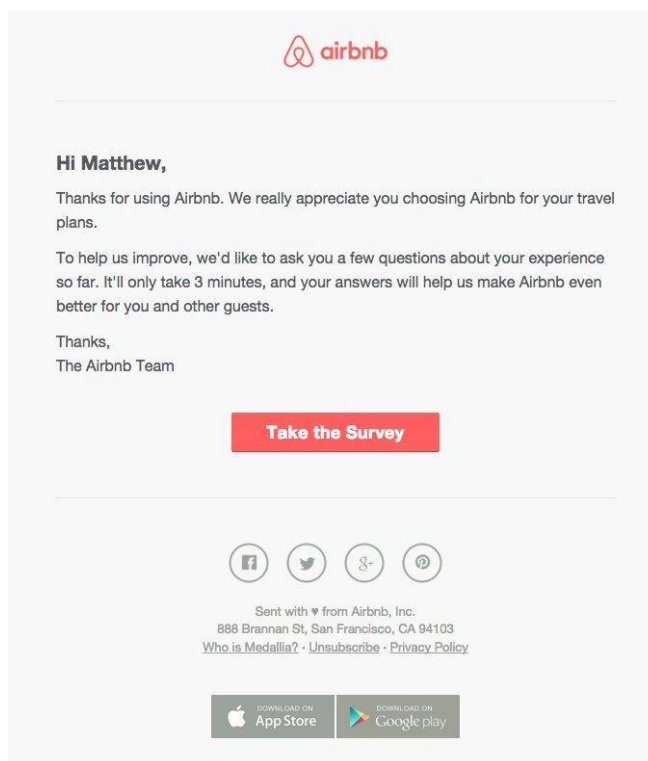 airbnb
Hi Matthew,
Thanks for using Airbnb. We really appreciate you choosing Airbnb for your travel
plans.
To help us improve, we'd like to ask you a few questions about your experience
so far. It'll only take 3 minutes, and your answers will help us make Airbnb even
better for you and other guests.
Thanks,
The Airbnb Team
Take the Survey
f g+ p
Sent with ♥ from Airbnb, Inc.
888 Brannan St, San Francisco, CA 94103
Who is Medallia? · Unsubscribe · Privacy Policy
DOWNLOAD ON DOWNLOAD ON
App Store Google play